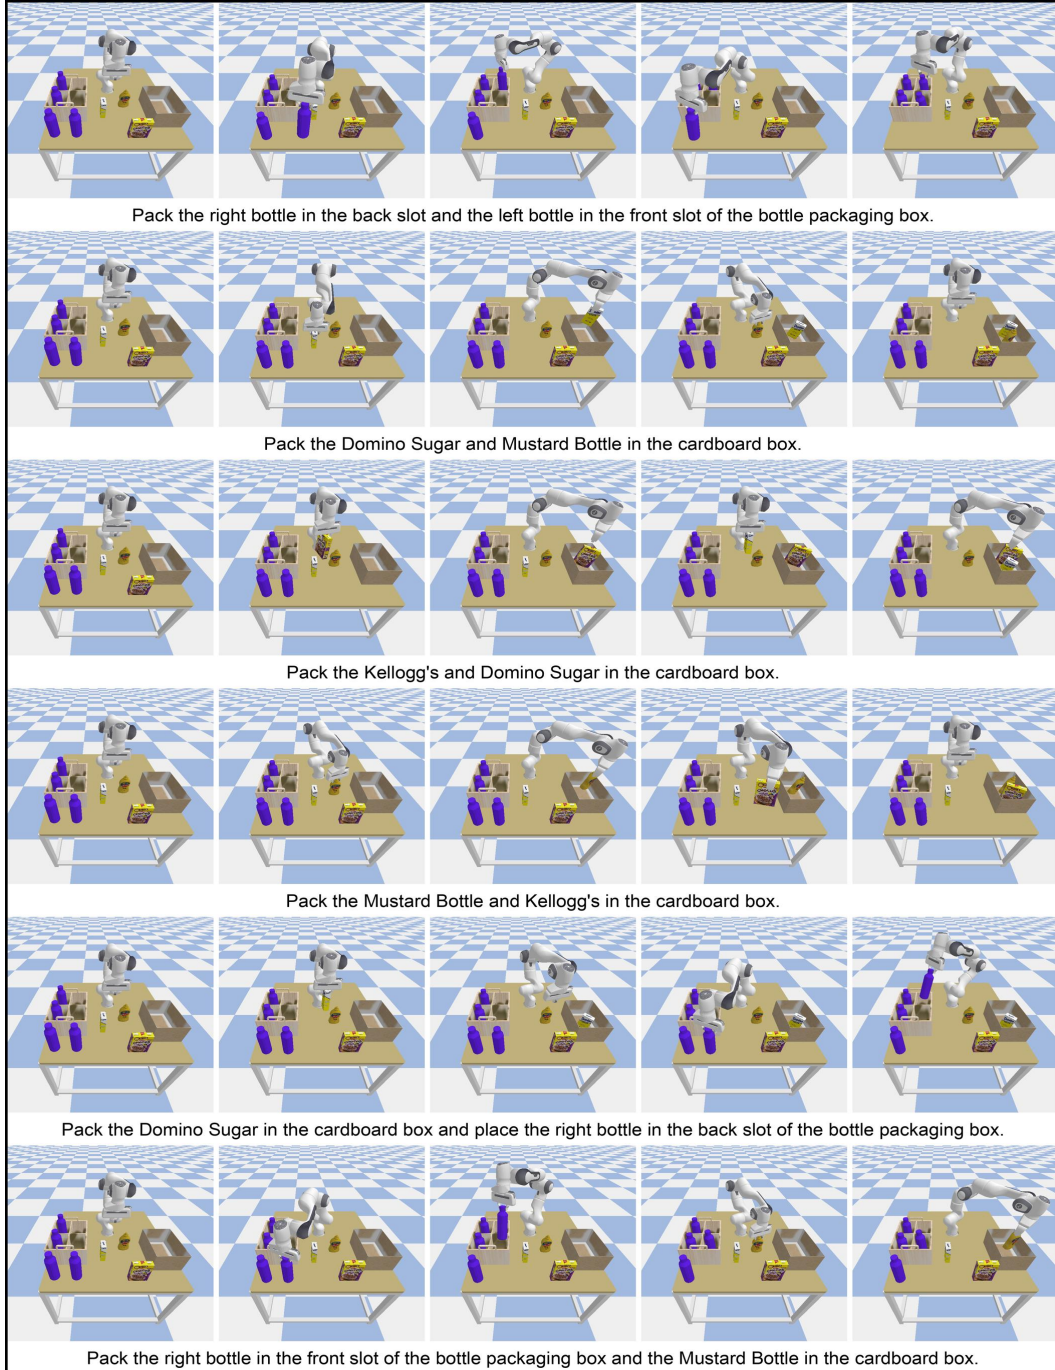 Pack the right bottle in the back slot and the left bottle in the front slot of the bottle packaging box.
Pack the Domino Sugar and Mustard Bottle in the cardboard box.
Pack the Kellogg's and Domino Sugar in the cardboard box.
Pack the Mustard Bottle and Kellogg's in the cardboard box.
Pack the Domino Sugar in the cardboard box and place the right bottle in the back slot of the bottle packaging box.
Pack the right bottle in the front slot of the bottle packaging box and the Mustard Bottle in the cardboard box.